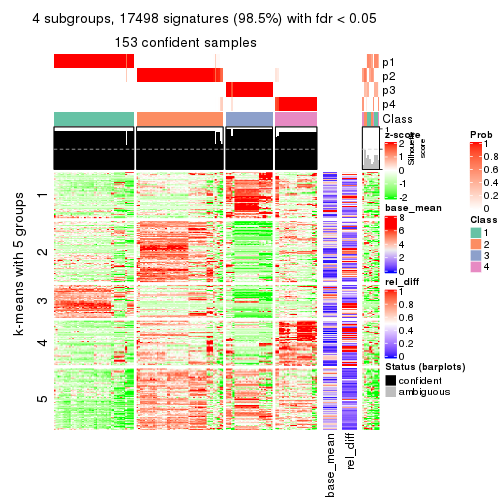 4 subgroups, 17498 signatures (98.5%) with fdr < 0.05
153 confident samples
p1
p2
p3
p4
Class
1
Silhouette score
z-score
2
1
0
-1
-2
base_mean
8
6
4
2
0
rel_diff
1
0.8
0.6
0.4
0.2
0
Status (barplots)
confident
ambiguous
Prob
1
0.8
0.6
0.4
0.2
0
Class
1
2
3
4
k-means with 5 groups
1
2
3
4
5
base_mean
rel_diff